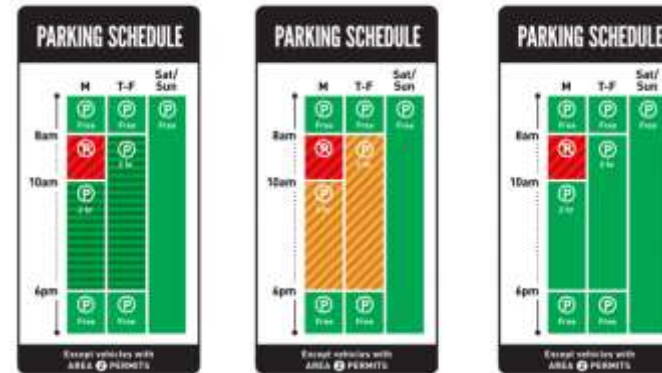 PARKING SCHEDULE
M T-F Sat/
Sun
P P P
Free Free Free
8am
P P
2 hr
10am
P
2 hr
6pm
P P
Free Free
Except vehicles with
AREA 2 PERMITS
PARKING SCHEDULE
M T-F Sat/
Sun
P P P
Free Free Free
8am
P P
2 hr
10am
P
2 hr
6pm
P P
Free Free
Except vehicles with
AREA 2 PERMITS
PARKING SCHEDULE
M T-F Sat/
Sun
P P P
Free Free Free
8am
P P
2 hr
10am
P
2 hr
6pm
P P
Free Free
Except vehicles with
AREA 2 PERMITS